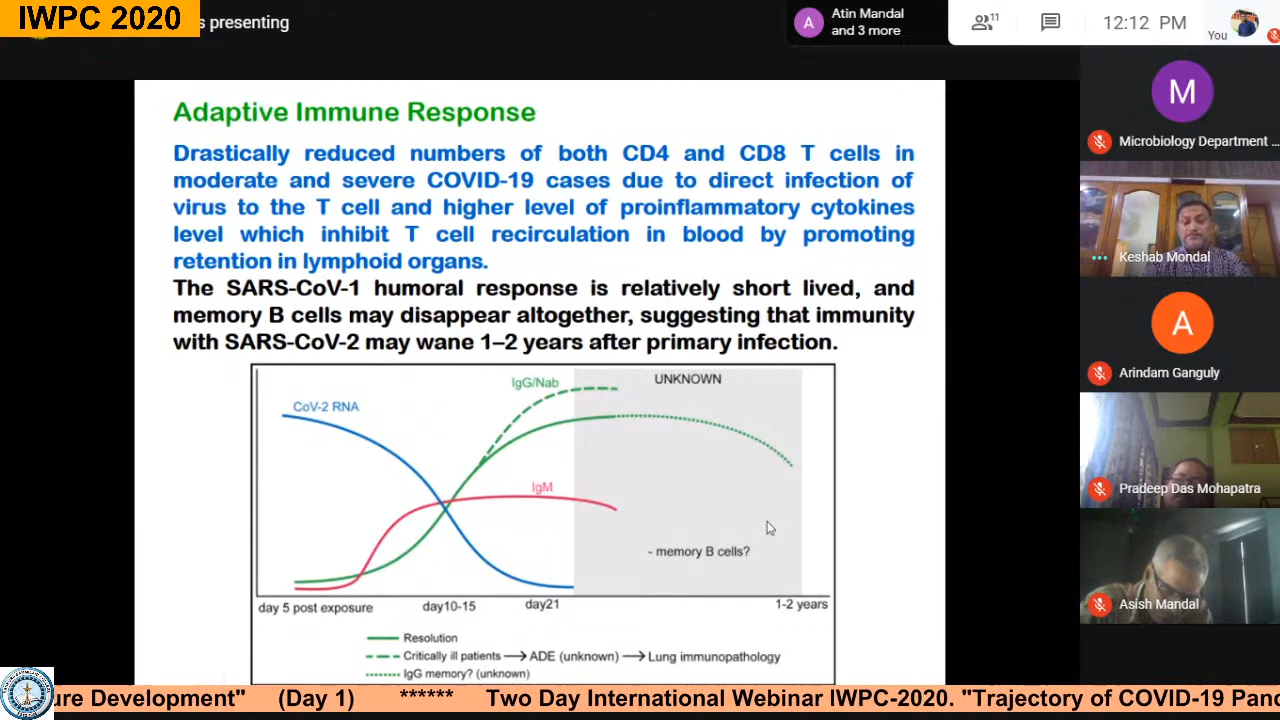 IWPC 2020
s presenting
A
Atin Mandal
and 3 more
11
12:12 PM
You
M
Microbiology Department ...
Keshab Mondal
A
Arindam Ganguly
Pradeep Das Mohapatra
Asish Mandal
Adaptive Immune Response
Drastically reduced numbers of both CD4 and CD8 T cells in
moderate and severe COVID-19 cases due to direct infection of
virus to the T cell and higher level of proinflammatory cytokines
level which inhibit T cell recirculation in blood by promoting
retention in lymphoid organs.
The SARS-CoV-1 humoral response is relatively short lived, and
memory B cells may disappear altogether, suggesting that immunity
with SARS-CoV-2 may wane 1–2 years after primary infection.
IgG/Nab
UNKNOWN
CoV-2 RNA
IgM
- memory B cells?
day 5 post exposure
day10-15
day21
1-2 years
Resolution
Critically ill patients → ADE (unknown) → Lung immunopathology
IgG memory? (unknown)
ure Development" (Day 1) ****** Two Day International Webinar IWPC-2020. "Trajectory of COVID-19 Pand